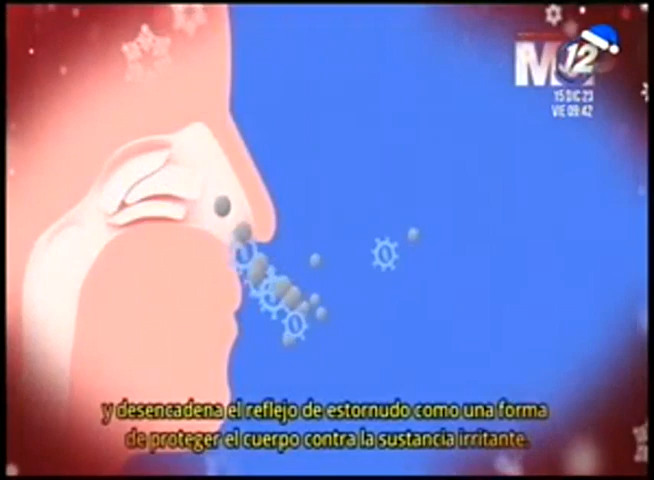 M
12
15 DIC 23
VIE 09:42
y desencadena el reflejo de estornudo como una forma
de proteger el cuerpo contra la sustancia irritante.